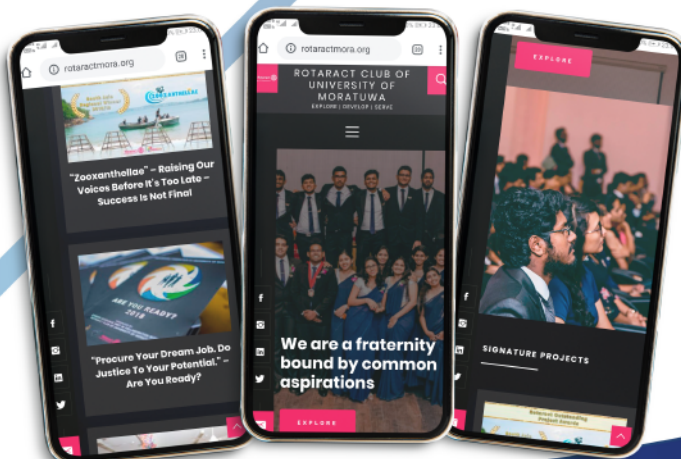 rotaractmora.org
"Zooxanthellae" – Raising Our
Voices Before It's Too Late –
Success Is Not Final
ARE YOU READY?
2018
"Procure Your Dream Job. Do
Justice To Your Potential." –
Are You Ready?
rotaractmora.org
ROTARACT CLUB OF
UNIVERSITY OF
MORATUWA
EXPLORE | DEVELOP | SERVE
We are a fraternity
bound by common
aspirations
EXPLORE
EXPLORE
SIGNATURE PROJECTS